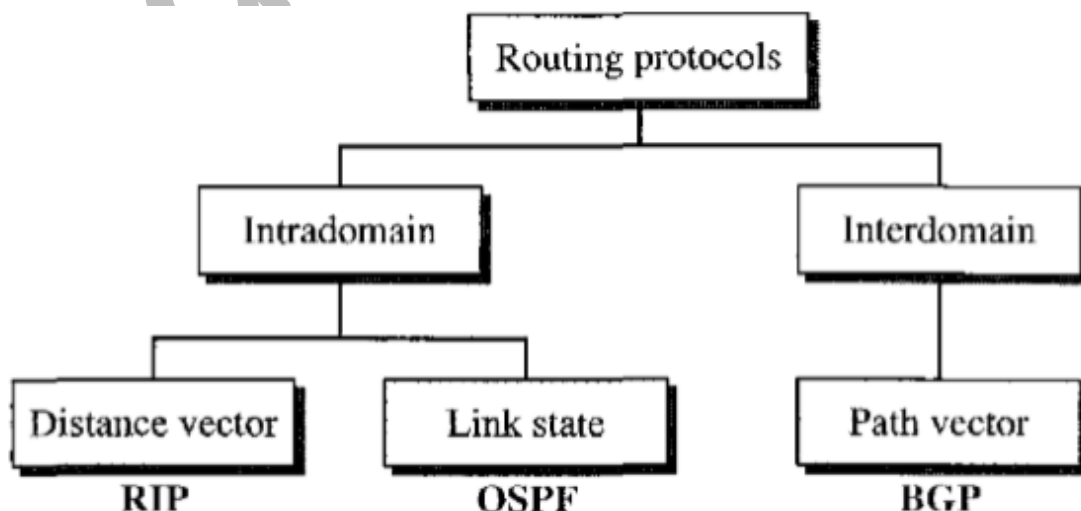 Routing protocols
Intradomain
Interdomain
Distance vector
Link state
Path vector
RIP
OSPF
BGP